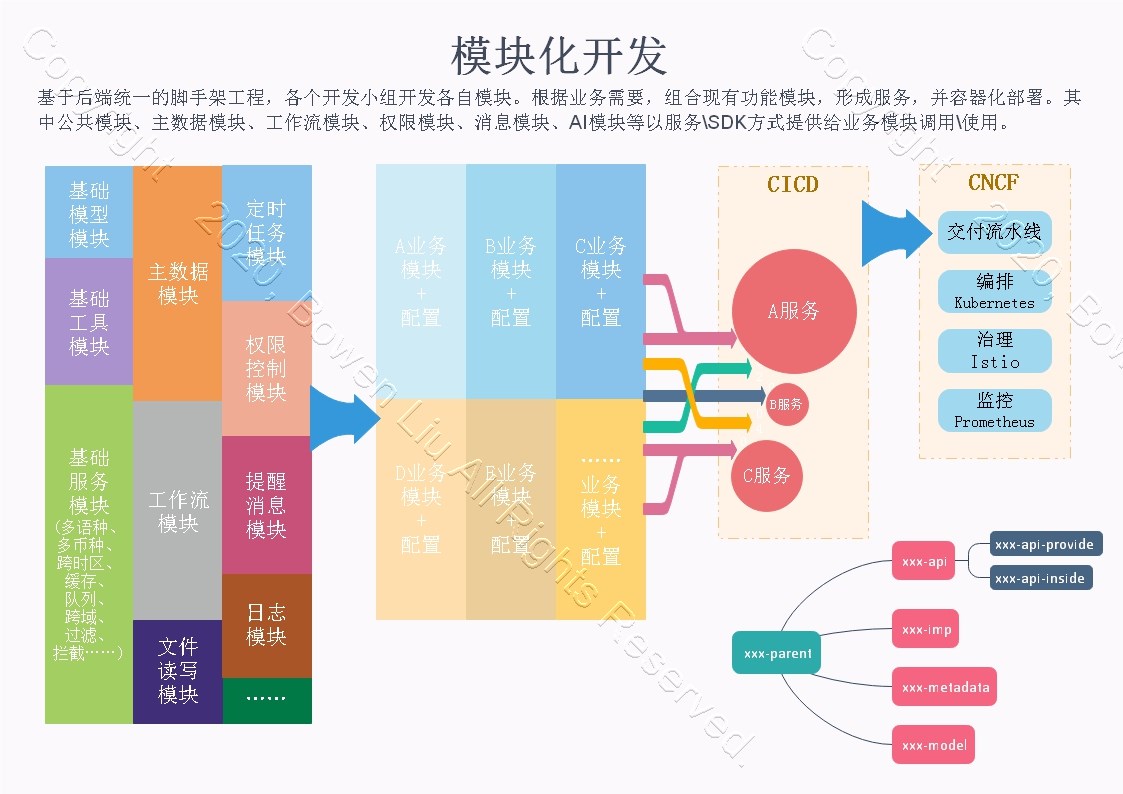 模块化开发
基于后端统一的脚手架工程，各个开发小组开发各自模块。根据业务需要，组合现有功能模块，形成服务，并容器化部署。其
中公共模块、主数据模块、工作流模块、权限模块、消息模块、AI模块等以服务\SDK方式提供给业务模块调用\使用。
基础
模型
模块
基础
工具
模块
基础
服务
模块
(多语种、
多币种、
跨时区、
缓存、
队列、
跨域、
过滤、
拦截……)
主数据
模块
工作流
模块
文件
读写
模块
定时
任务
模块
权限
控制
模块
提醒
消息
模块
日志
模块
……
A业务
模块
+
配置
B业务
模块
+
配置
C业务
模块
+
配置
D业务
模块
+
配置
E业务
模块
+
配置
……
业务
模块
+
配置
CICD
A服务
B服务
C服务
CNCF
交付流水线
编排
Kubernetes
治理
Istio
监控
Prometheus
xxx-parent
xxx-api
xxx-api-provide
xxx-api-inside
xxx-imp
xxx-metadata
xxx-model
Copyright 2020, Bowen Liu All Rights Reserved.
Copyright 2020, Bow